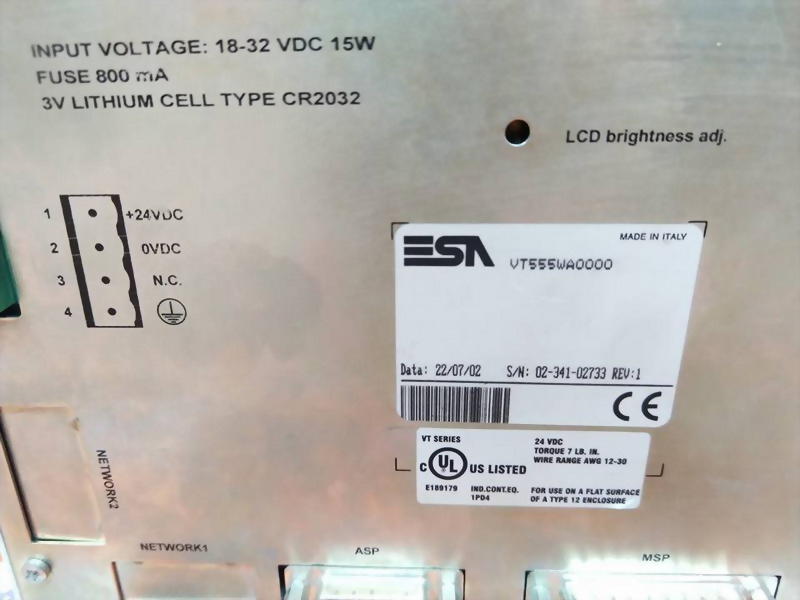 INPUT VOLTAGE: 18-32 VDC 15W
FUSE 800 mA
3V LITHIUM CELL TYPE CR2032
LCD brightness adj.
1 +24VDC
2 0VDC
3 N.C.
4
ESA
MADE IN ITALY
VT555WA0000
Data: 22/07/02 S/N: 02-341-02733 REV:1
CE
VT SERIES
C UL US LISTED
E189179 IND.CONT.EQ.
1PD4
24 VDC
TORQUE 7 LB. IN.
WIRE RANGE AWG 12-30
FOR USE ON A FLAT SURFACE
OF A TYPE 12 ENCLOSURE
NETWORK2
NETWORK1
ASP
MSP